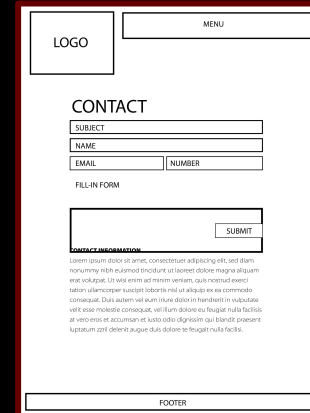 MENU
LOGO
CONTACT
SUBJECT
NAME
EMAIL
NUMBER
FILL-IN FORM
SUBMIT
CONTACT INFORMATION
Lorem ipsum dolor sit amet, consectetuer adipiscing elit, sed diam
nonummy nibh euismod tincidunt ut laoreet dolore magna aliquam
erat volutpat. Ut wisi enim ad minim veniam, quis nostrud exerci
tation ullamcorper suscipit lobortis nisl ut aliquip ex ea commodo
consequat. Duis autem vel eum iriure dolor in hendrerit in vulputate
velit esse molestie consequat, vel illum dolore eu feugiat nulla facilisis
at vero eros et accumsan et iusto odio dignissim qui blandit praesent
luptatum zzril delenit augue duis dolore te feugait nulla facilisi.
FOOTER